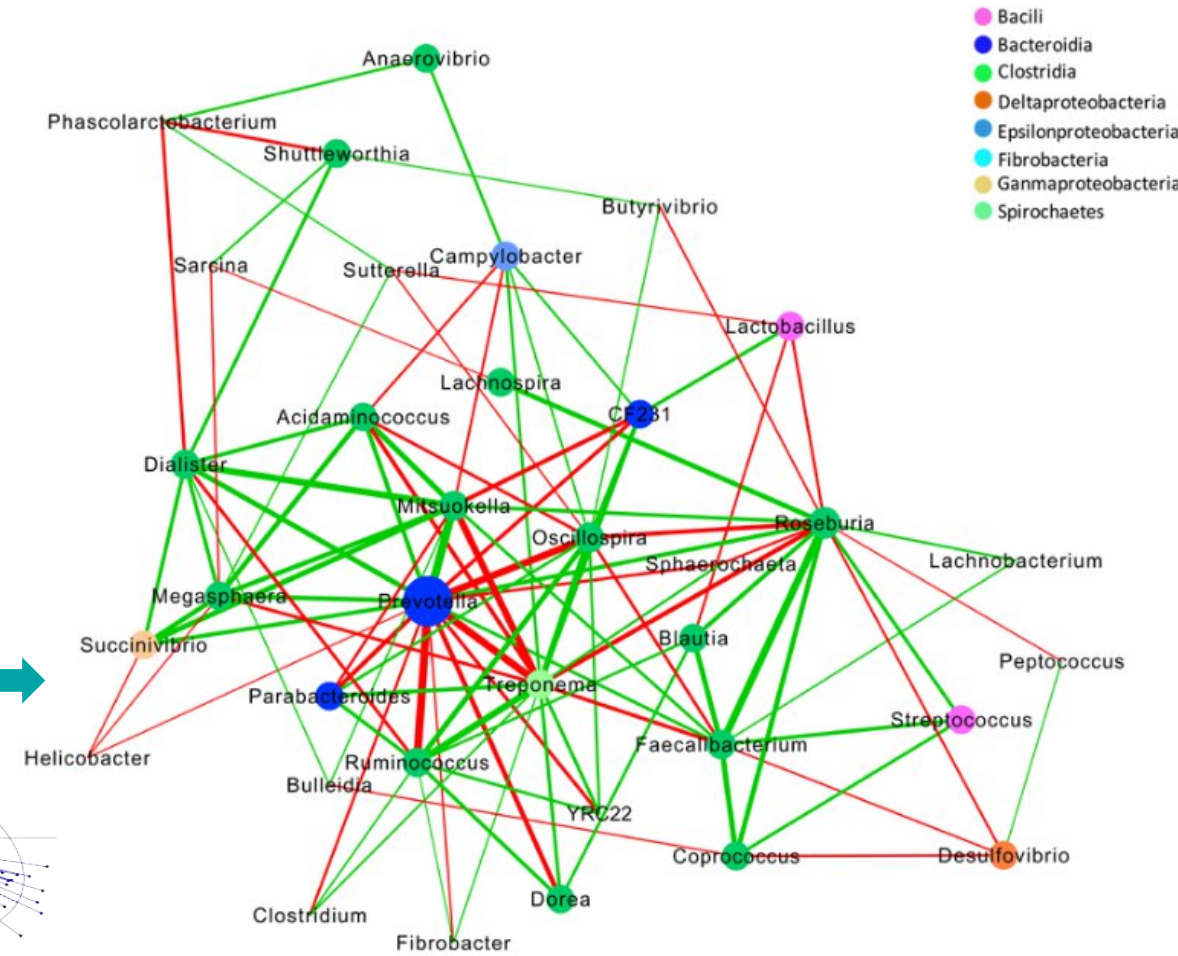 Bacili
Bacteroidia
Clostridia
Deltaproteobacteria
Epsilonproteobacteria
Fibrobacteria
Ganmaproteobacteria
Spirochaetes
Anaerovibrio
Phascolarctobacterium
Shuttleworthia
Butyrivibrio
Campylobacter
Sarcina
Sutterella
Lactobacillus
Lachnospira
CF231
Acidaminococcus
Dialister
Mitsuokella
Roseburia
Oscillospira
Lachnobacterium
Sphaerochaeta
Megasphaera
Prevotella
Blautia
Succinivibrio
Peptococcus
Treponema
Parabacteroides
Streptococcus
Faecalibacterium
Helicobacter
Ruminococcus
Bulleidia
YRC22
Coprococcus
Desulfovibrio
Dorea
Clostridium
Fibrobacter